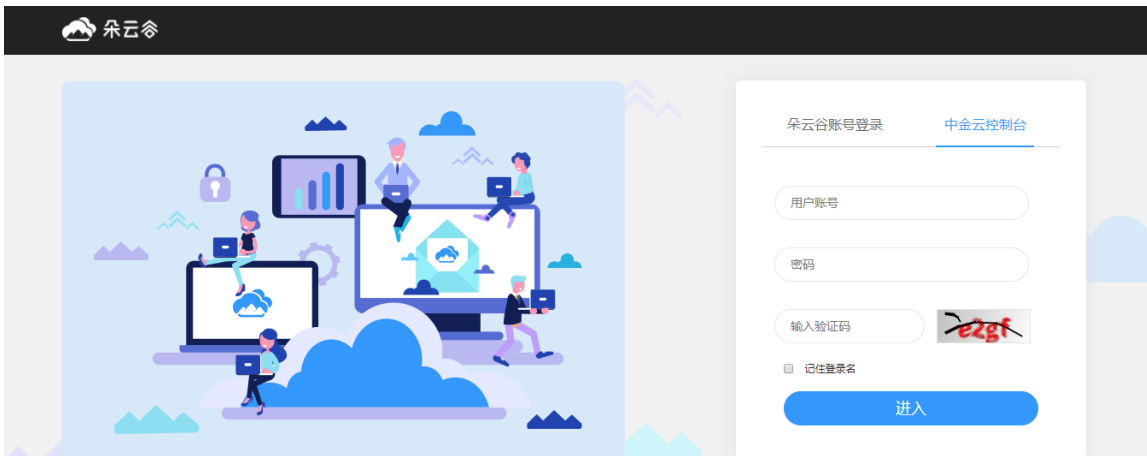 朵云谷
朵云谷账号登录
中金云控制台
用户账号
密码
输入验证码
e2gf
记住登录名
进入